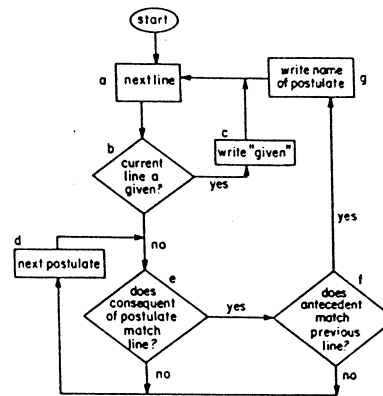 start
a
next line
write name
of postulate
g
b
c
write "given"
current
line a
given?
yes
yes
d
no
next postulate
e
f
does
consequent
of postulate
match
line?
yes
does
antecedent
match
previous
line?
no
no